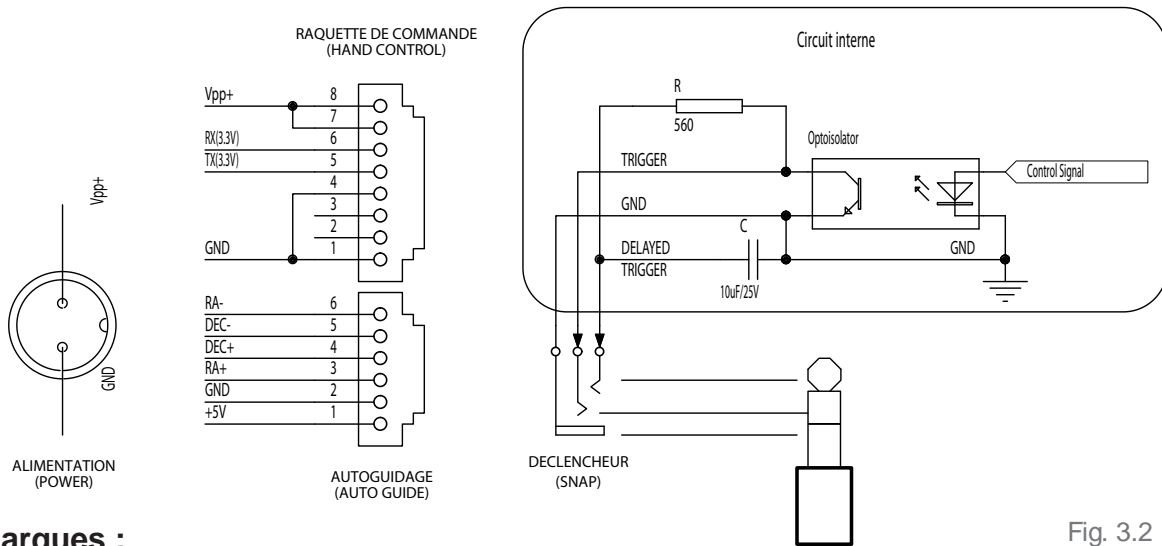 RAQUETTE DE COMMANDE
(HAND CONTROL)
Vpp+ 8
7
RX(3.3V) 6
TX(3.3V) 5
4
3
2
GND 1
RA- 6
DEC- 5
DEC+ 4
RA+ 3
GND 2
+5V 1
AUTOGUIDAGE
(AUTO GUIDE)
Vpp+
GND
ALIMENTATION
(POWER)
Circuit interne
R
560
Optoisolator
TRIGGER
Control Signal
GND
C
DELAYED
TRIGGER
GND
10uF/25V
DECLENCHEUR
(SNAP)
arques :
Fig. 3.2